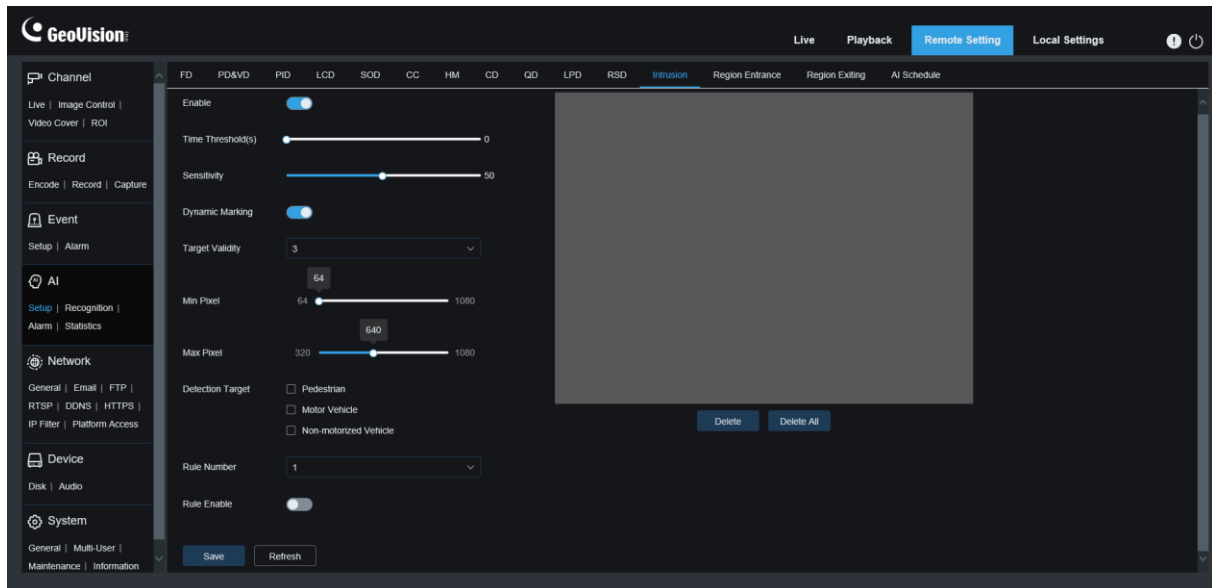 GeoVision
Live Playback Remote Setting Local Settings
Channel
Live | Image Control |
Video Cover | ROI
Record
Encode | Record | Capture
Event
Setup | Alarm
AI
Setup | Recognition |
Alarm | Statistics
Network
General | Email | FTP |
RTSP | DDNS | HTTPS |
IP Filter | Platform Access
Device
Disk | Audio
System
General | Multi-User |
Maintenance | Information
FD PD&VD PID LCD SOD CC HM CD QD LPD RSD Intrusion Region Entrance Region Exiting AI Schedule
Enable
Time Threshold(s) 0
Sensitivity 50
Dynamic Marking
Target Validity 3
64
Min Pixel 64 1080
640
Max Pixel 320 1080
Detection Target Pedestrian
Motor Vehicle
Non-motorized Vehicle
Rule Number 1
Rule Enable
Save Refresh
Delete Delete All